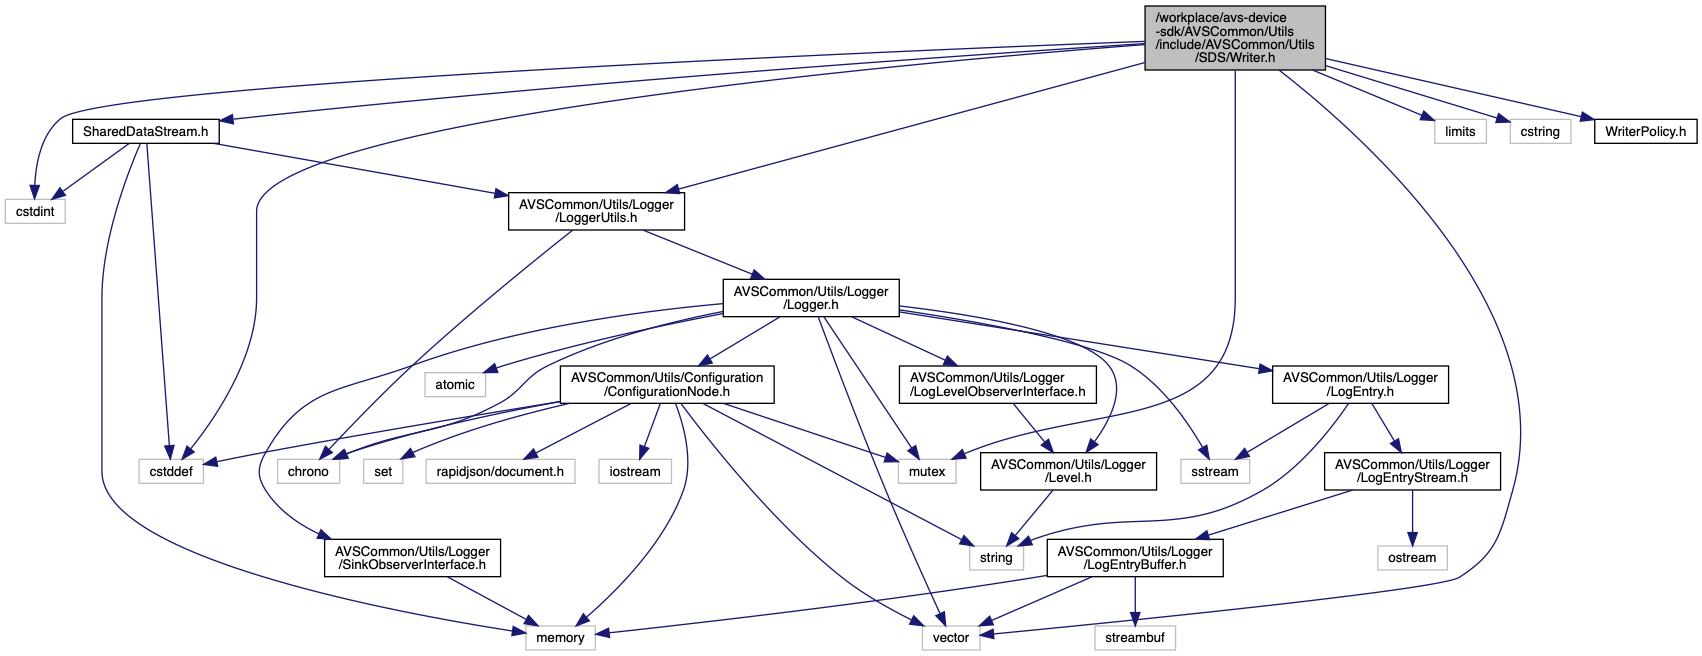 /workplace/avs-device
-sdk/AVSCommon/Utils
/include/AVSCommon/Utils
/SDS/Writer.h
SharedDataStream.h
limits
cstring
WriterPolicy.h
cstdint
AVSCommon/Utils/Logger
/LoggerUtils.h
AVSCommon/Utils/Logger
/Logger.h
atomic
AVSCommon/Utils/Configuration
/ConfigurationNode.h
AVSCommon/Utils/Logger
/LogLevelObserverInterface.h
AVSCommon/Utils/Logger
/LogEntry.h
cstddef
chrono
set
rapidjson/document.h
iostream
mutex
AVSCommon/Utils/Logger
/Level.h
sstream
AVSCommon/Utils/Logger
/LogEntryStream.h
AVSCommon/Utils/Logger
/SinkObserverInterface.h
string
AVSCommon/Utils/Logger
/LogEntryBuffer.h
ostream
memory
vector
streambuf